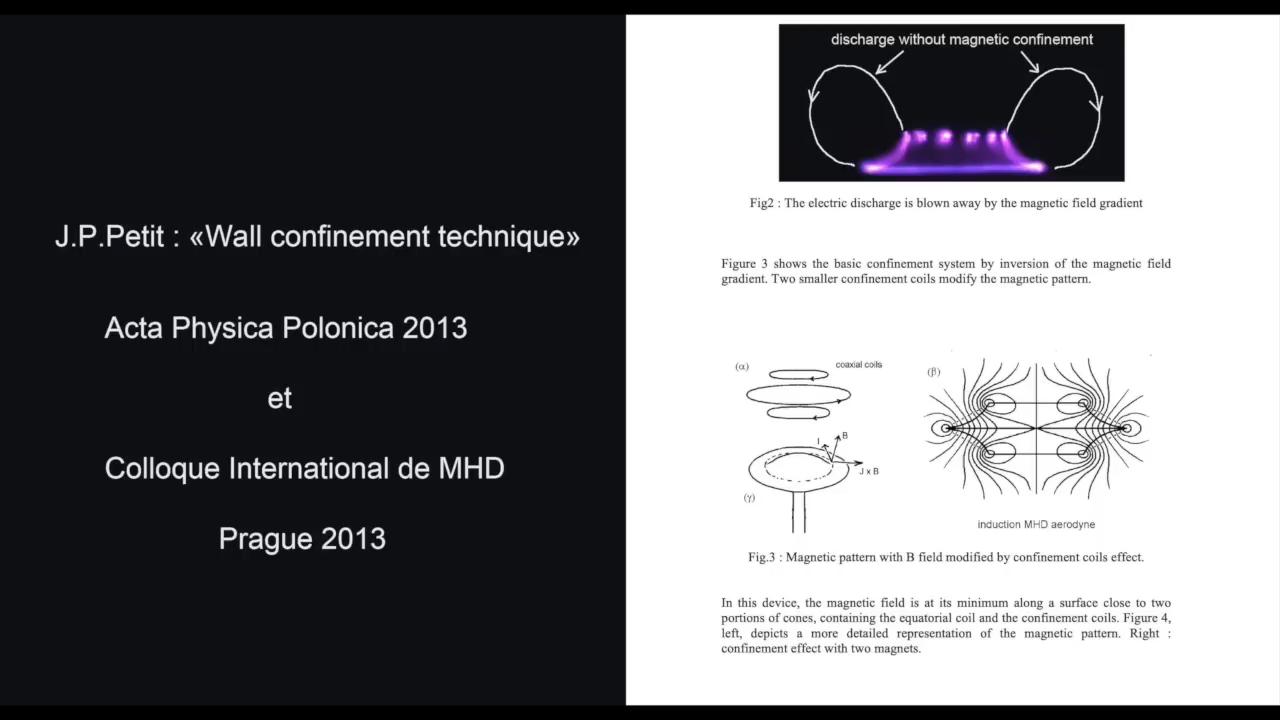 J.P.Petit : «Wall confinement technique»
Acta Physica Polonica 2013
et
Colloque International de MHD
Prague 2013
discharge without magnetic confinement
Fig2 : The electric discharge is blown away by the magnetic field gradient
Figure 3 shows the basic confinement system by inversion of the magnetic field
gradient. Two smaller confinement coils modify the magnetic pattern.
(α)
coaxial coils
(β)
I
B
J x B
(γ)
induction MHD aerodyne
Fig.3 : Magnetic pattern with B field modified by confinement coils effect.
In this device, the magnetic field is at its minimum along a surface close to two
portions of cones, containing the equatorial coil and the confinement coils. Figure 4,
left, depicts a more detailed representation of the magnetic pattern. Right :
confinement effect with two magnets.